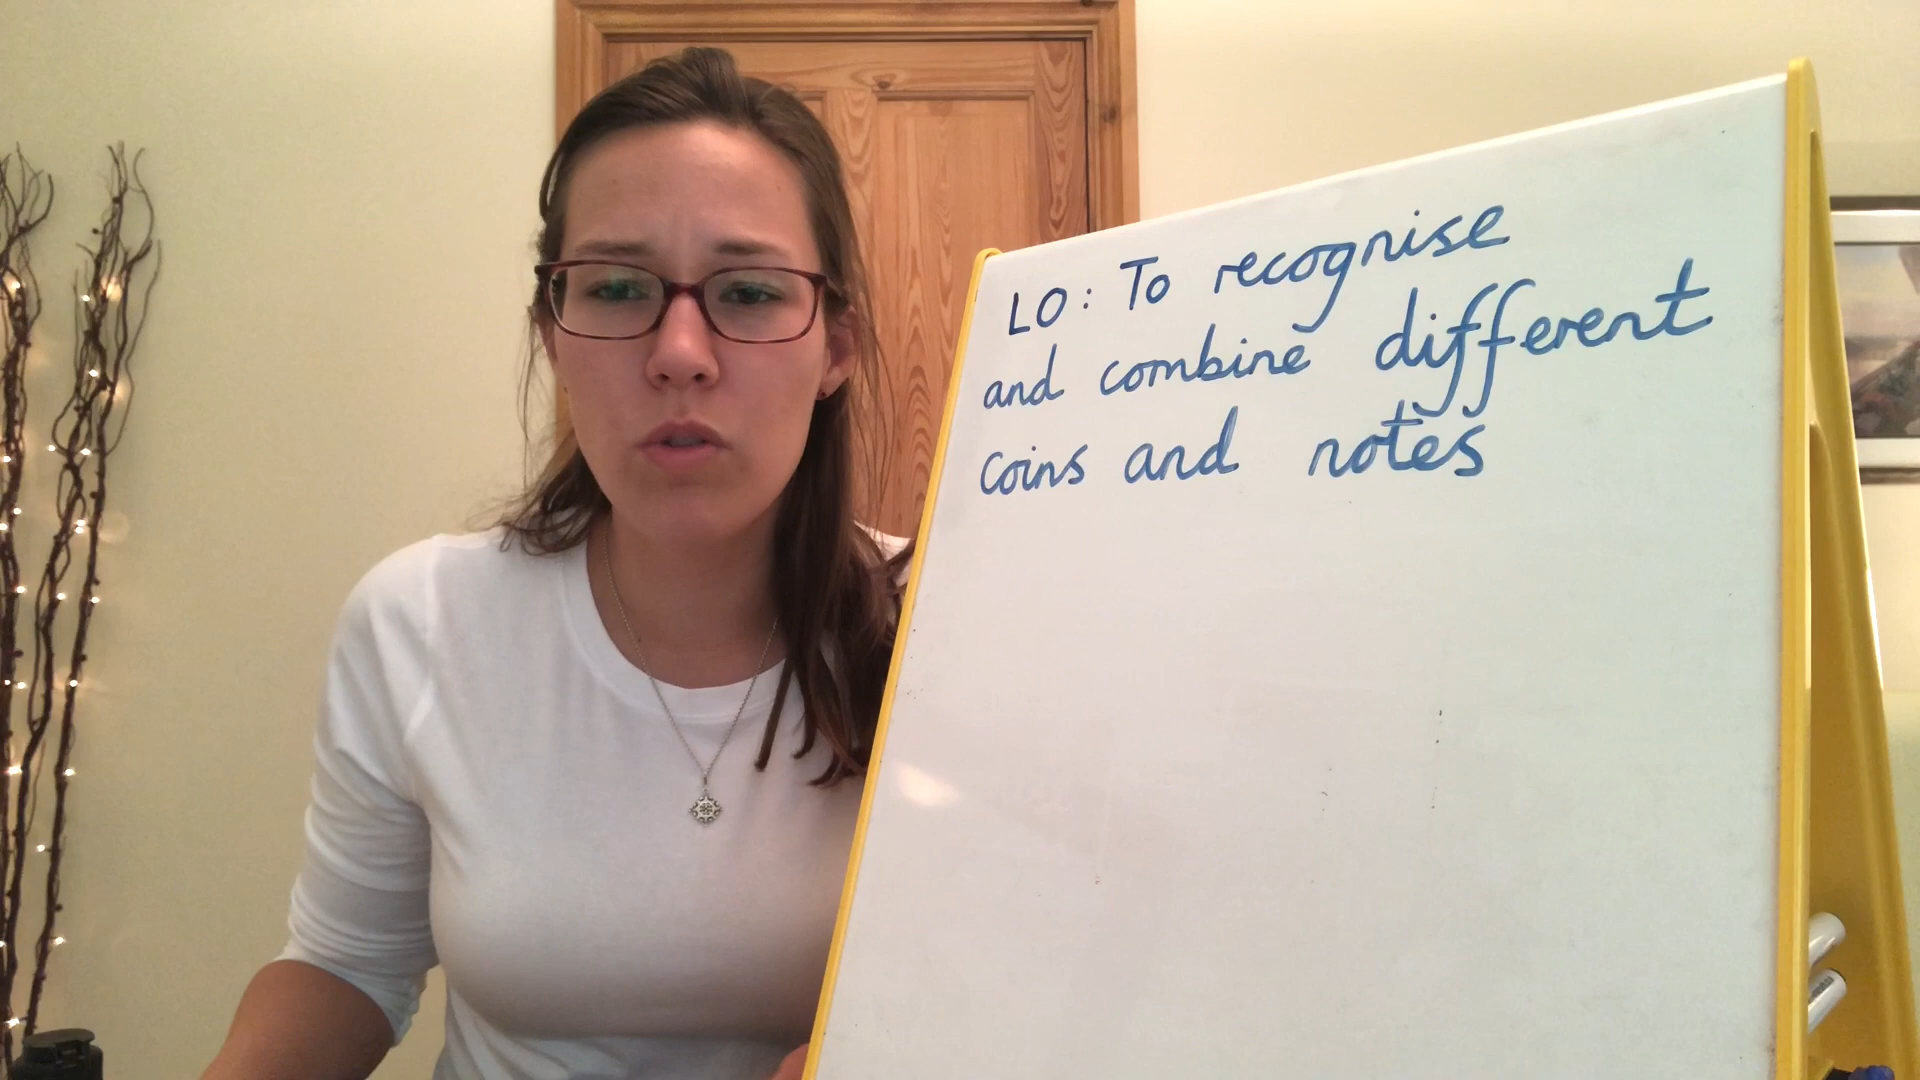 LO: To recognise
and combine different
coins and notes